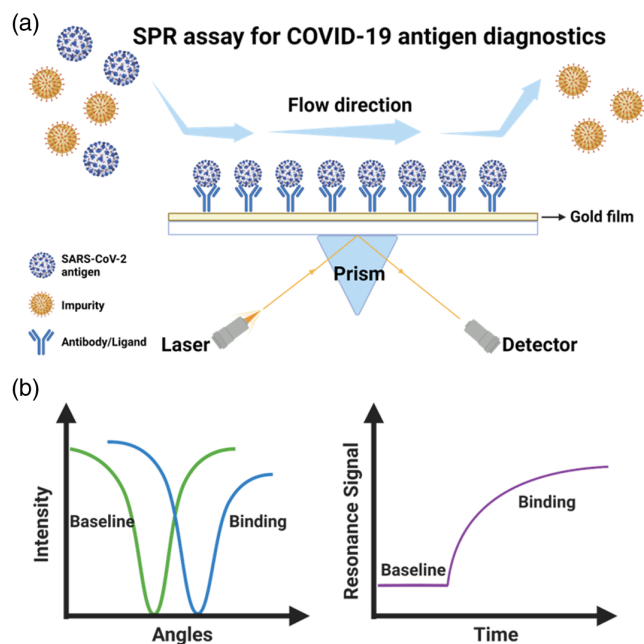 (a)
SPR assay for COVID-19 antigen diagnostics
Flow direction
Gold film
Prism
SARS-CoV-2
antigen
Impurity
Antibody/Ligand
Laser
Detector
(b)
Intensity
Baseline
Binding
Angles
Resonance Signal
Baseline
Binding
Time